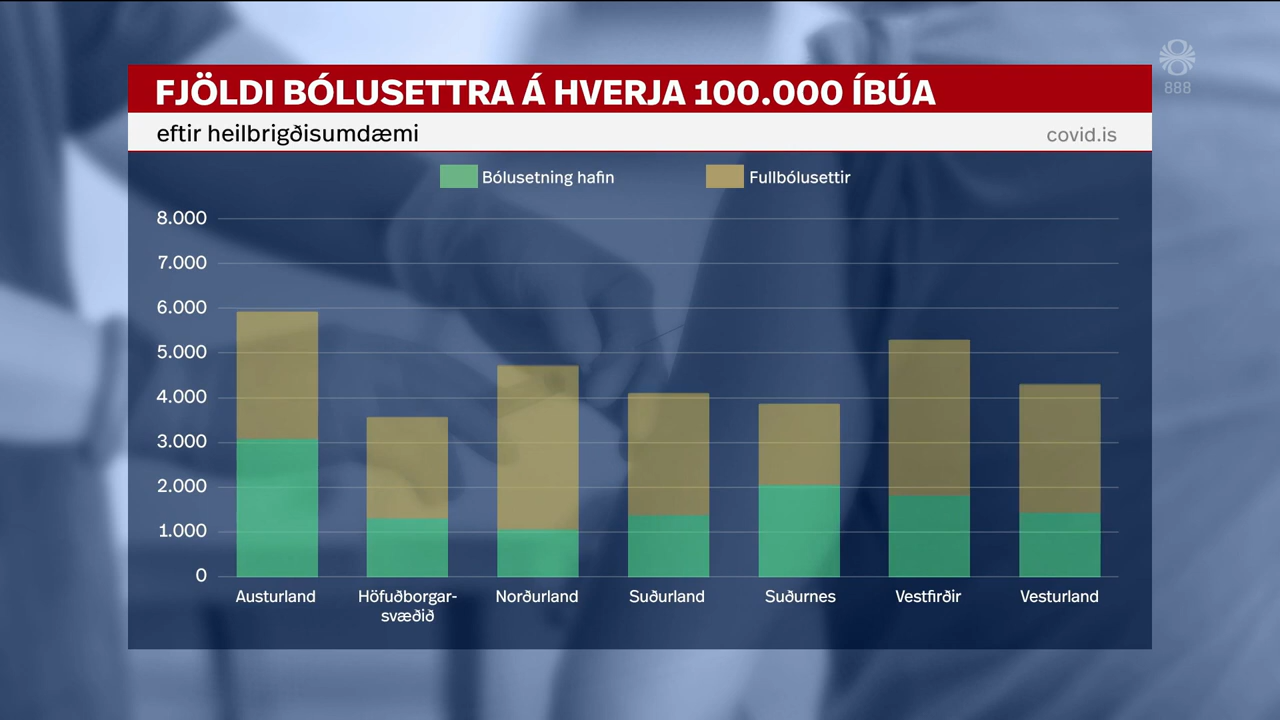 FJÖLDI BÓLUSETTRA Á HVERJA 100.000 ÍBÚA
888
eftir heilbrigðisumdæmi
covid.is
Bólusetning hafin
Fullbólusettir
8.000
7.000
6.000
5.000
4.000
3.000
2.000
1.000
0
Austurland
Höfuðborgar-
svæðið
Norðurland
Suðurland
Suðurnes
Vestfirðir
Vesturland